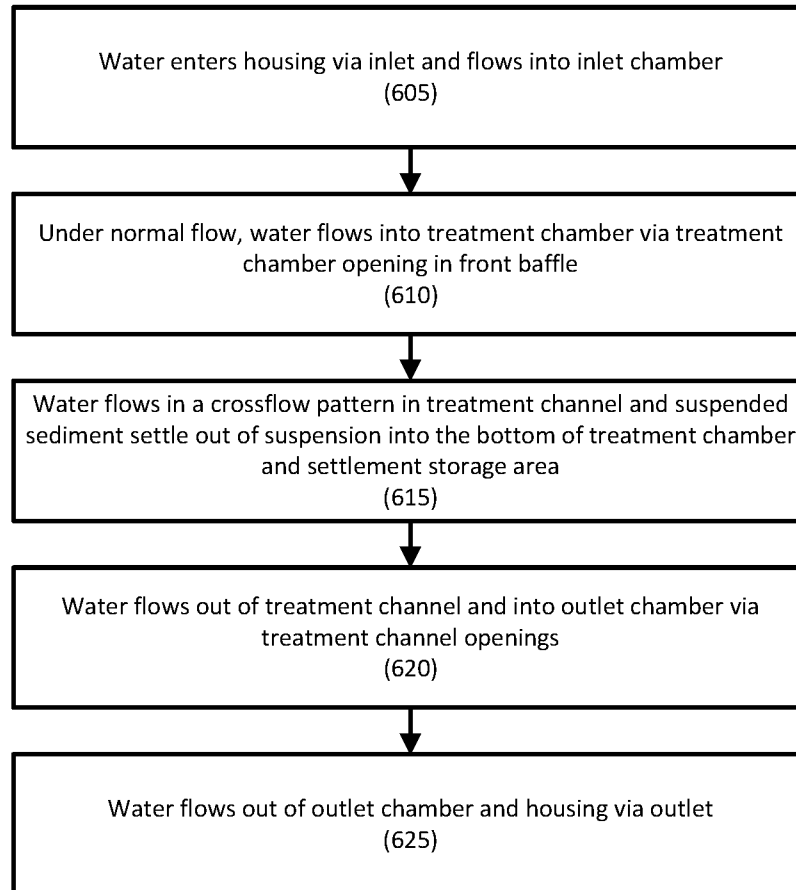 Water enters housing via inlet and flows into inlet chamber
(605)
Under normal flow, water flows into treatment chamber via treatment
chamber opening in front baffle
(610)
Water flows in a crossflow pattern in treatment channel and suspended
sediment settle out of suspension into the bottom of treatment chamber
and settlement storage area
(615)
Water flows out of treatment channel and into outlet chamber via
treatment channel openings
(620)
Water flows out of outlet chamber and housing via outlet
(625)